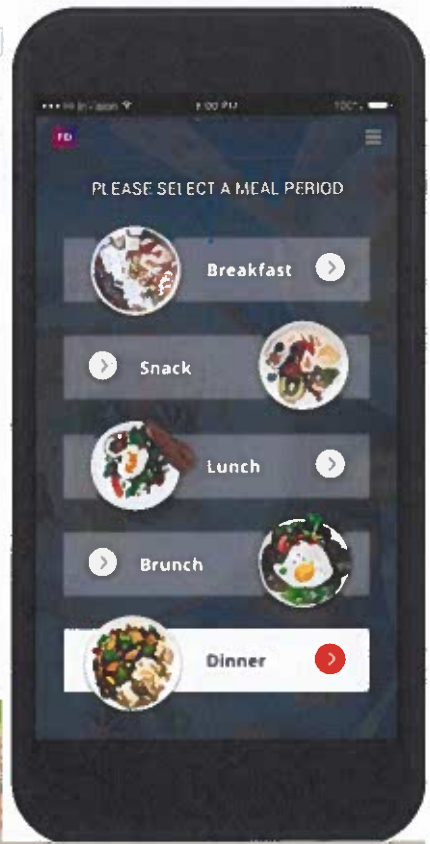 FD
PLEASE SELECT A MEAL PERIOD
Breakfast
Snack
Lunch
Brunch
Dinner